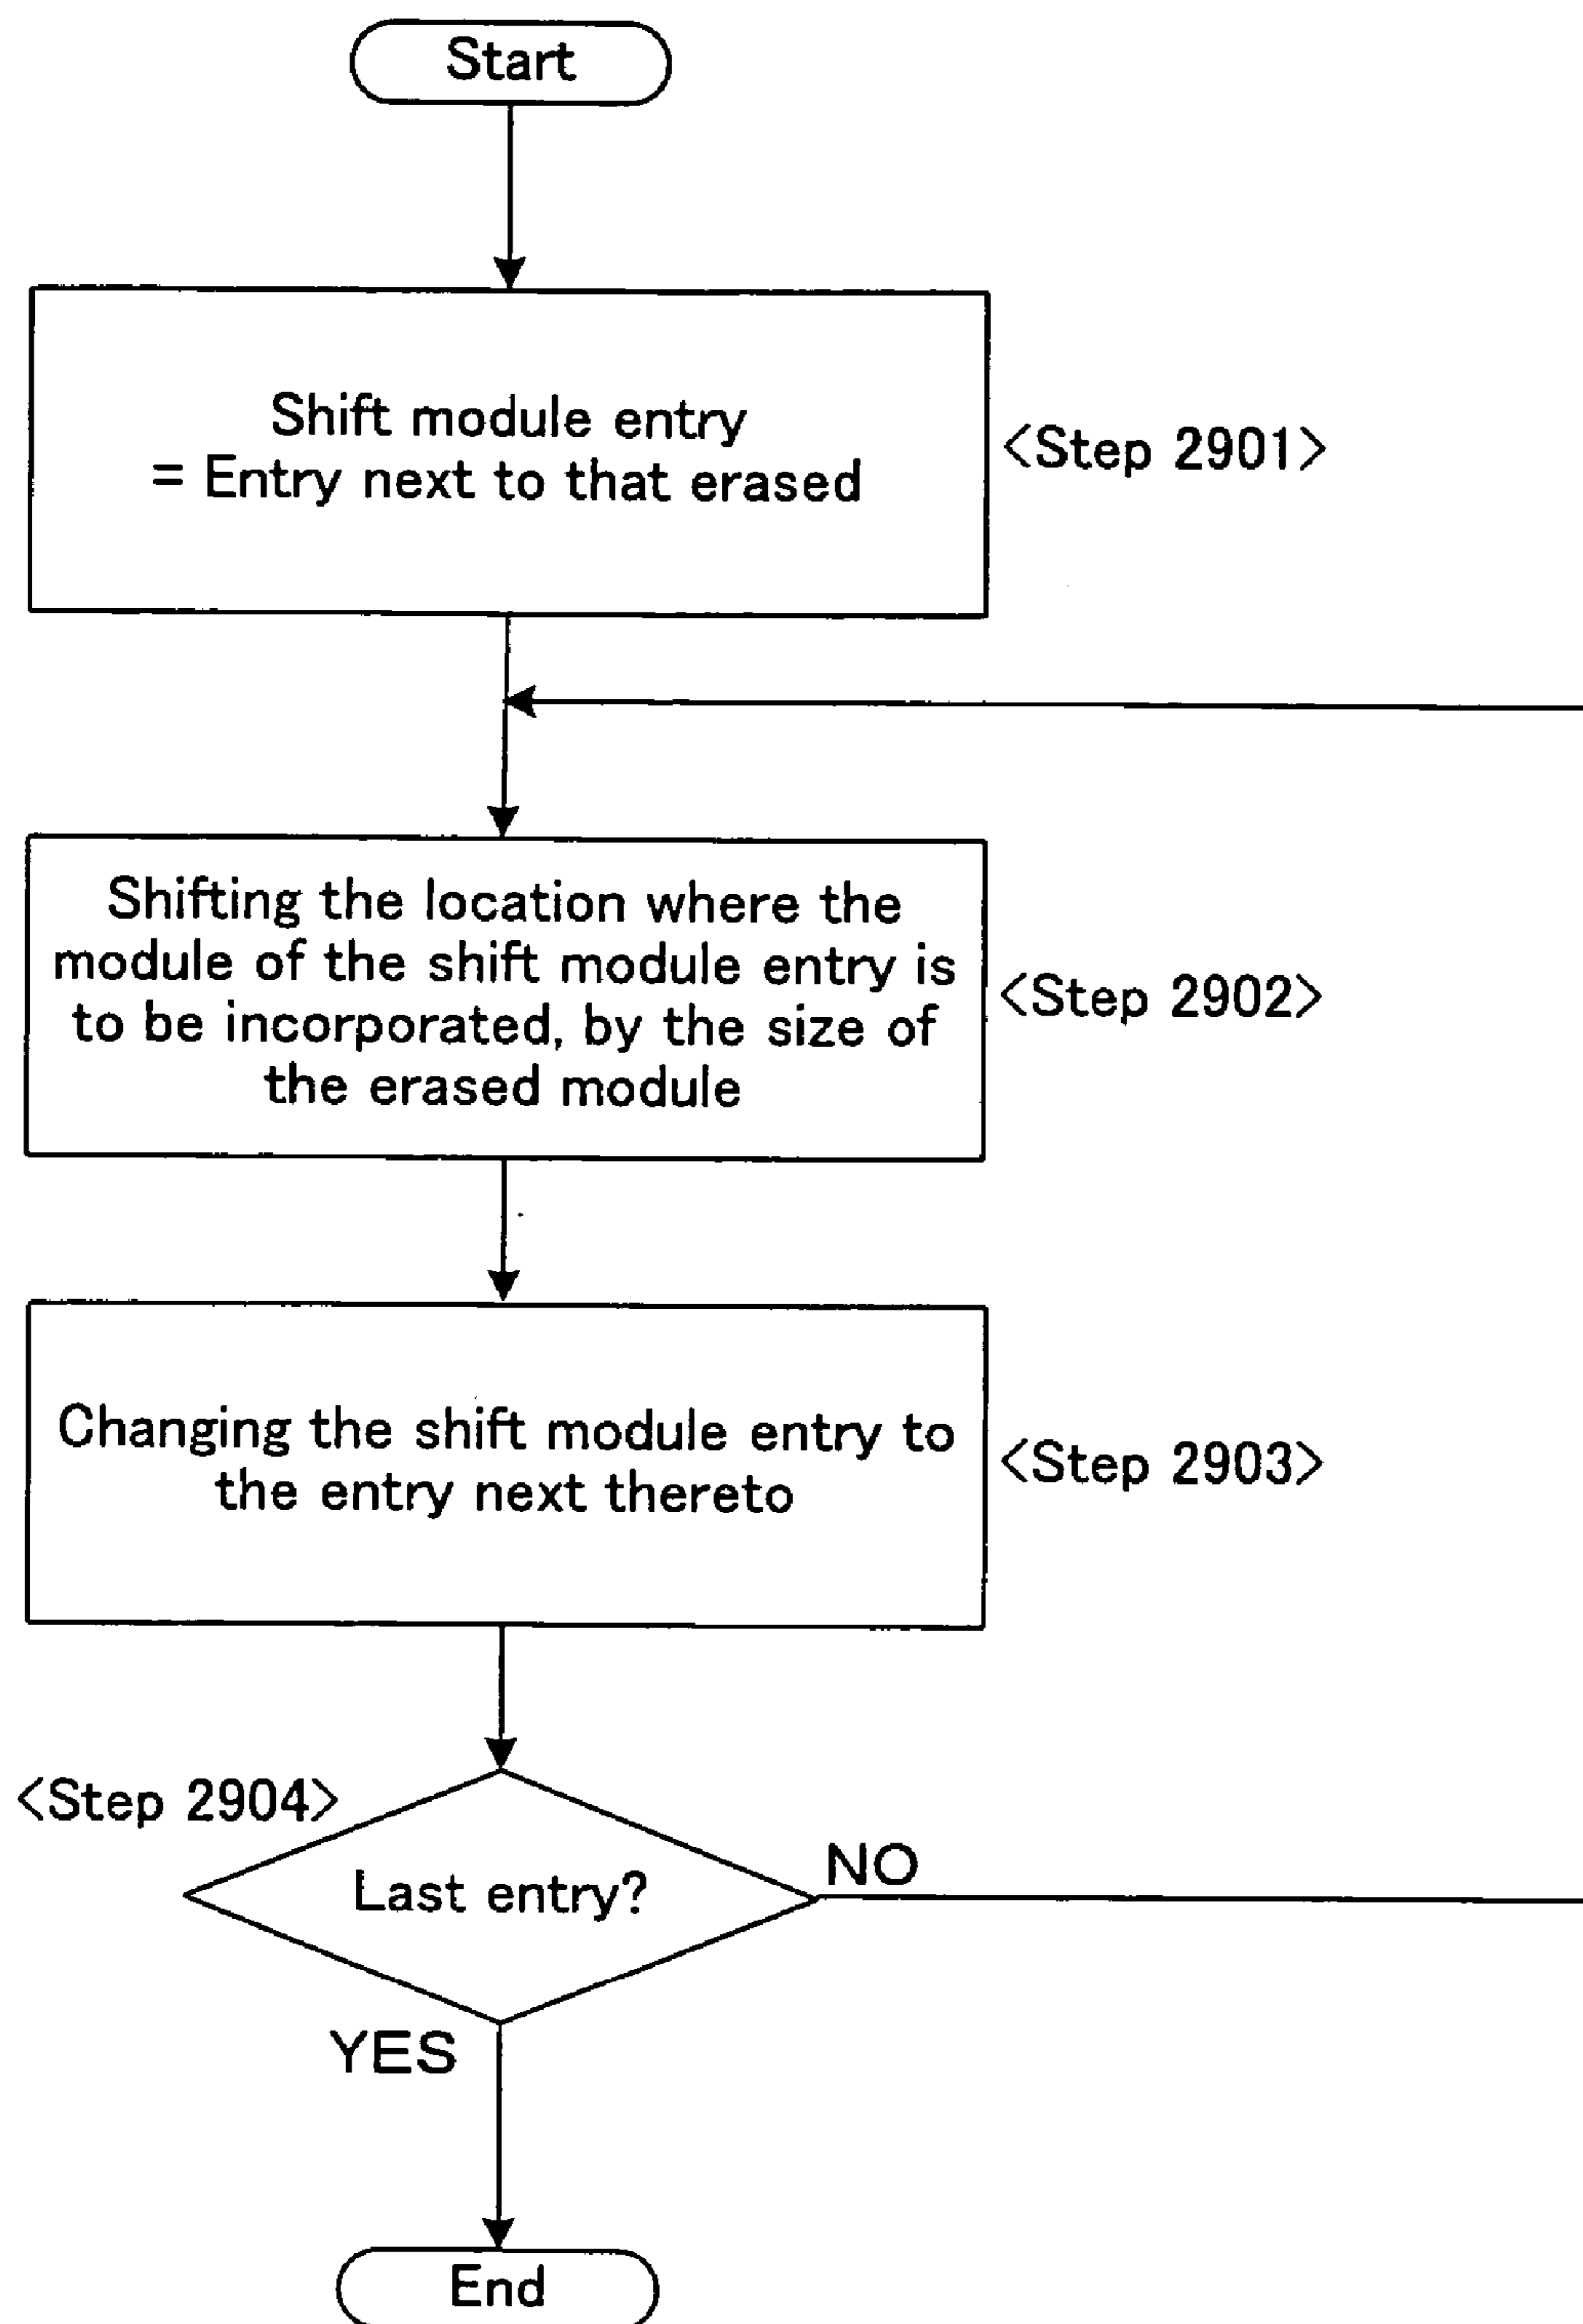 Start
Shift module entry
= Entry next to that erased
<Step 2901>
Shifting the location where the
module of the shift module entry is
to be incorporated, by the size of
the erased module
<Step 2902>
Changing the shift module entry to
the entry next thereto
<Step 2903>
<Step 2904>
Last entry?
NO
YES
End